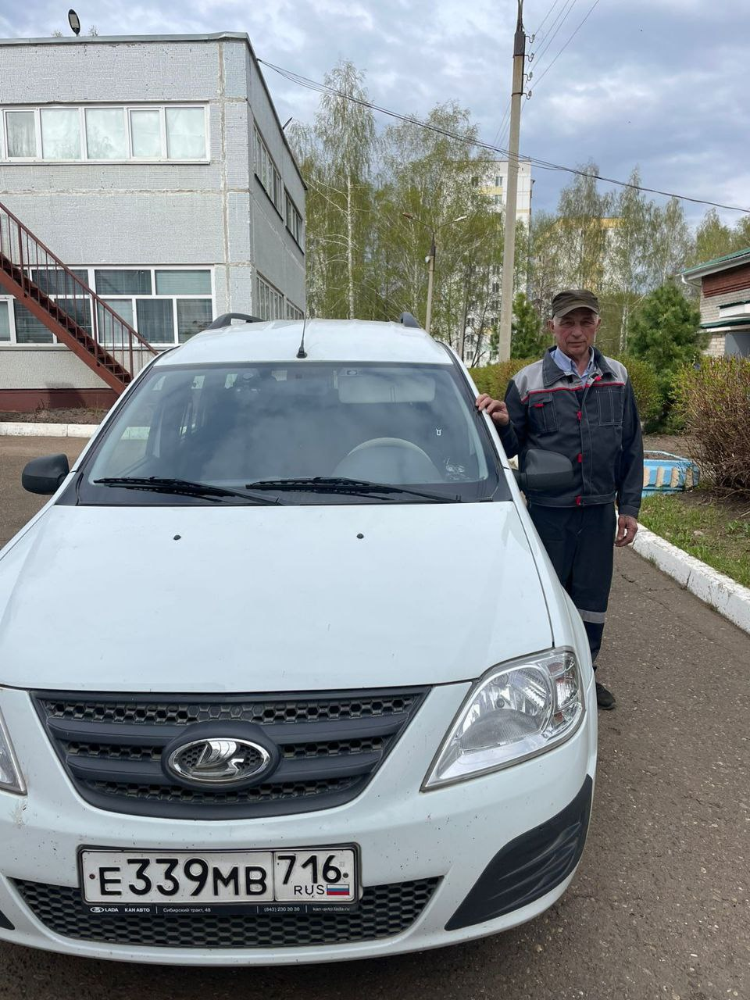 Е339МВ 716
RUS
LADA КАН АВТО Сибирский тракт, 48 (843) 230 30 30 kan-avto.lada.ru